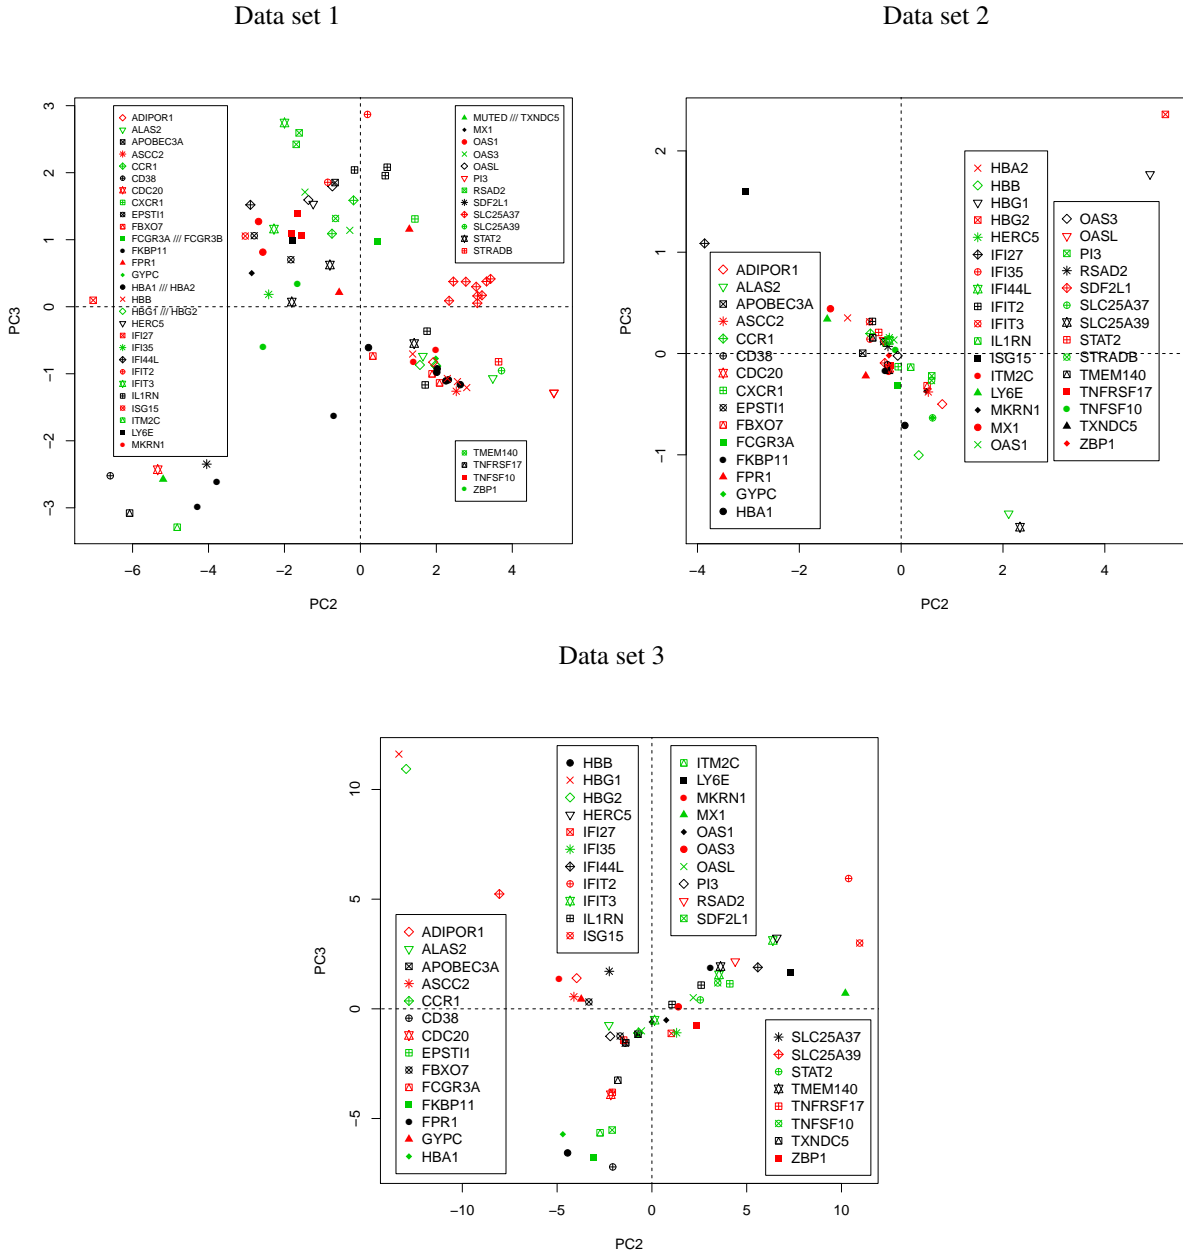 Data set 1
Data set 2
PC3
3
2
1
0
−1
−2
−3
ADIPOR1
ALAS2
APOBEC3A
ASCC2
CCR1
CD38
CDC20
CXCR1
EPSTI1
FBXO7
FCGR3A /// FCGR3B
FKBP11
FPR1
GYPC
HBA1 /// HBA2
HBB
HBG1 /// HBG2
HERC5
IFI27
IFI35
IFI44L
IFIT2
IFIT3
IL1RN
ISG15
ITM2C
LY6E
MKRN1
MUTED /// TXNDC5
MX1
OAS1
OAS3
OASL
PI3
RSAD2
SDF2L1
SLC25A37
SLC25A39
STAT2
STRADB
TMEM140
TNFRSF17
TNFSF10
ZBP1
−6
−4
−2
0
2
4
PC2
PC3
2
1
0
−1
ADIPOR1
ALAS2
APOBEC3A
ASCC2
CCR1
CD38
CDC20
CXCR1
EPSTI1
FBXO7
FCGR3A
FKBP11
FPR1
GYPC
HBA1
HBA2
HBB
HBG1
HBG2
HERC5
IFI27
IFI35
IFI44L
IFIT2
IFIT3
IL1RN
ISG15
ITM2C
LY6E
MKRN1
MX1
OAS1
OAS3
OASL
PI3
RSAD2
SDF2L1
SLC25A37
SLC25A39
STAT2
STRADB
TMEM140
TNFRSF17
TNFSF10
TXNDC5
ZBP1
−4
−2
0
2
4
PC2
Data set 3
PC3
10
5
0
−5
ADIPOR1
ALAS2
APOBEC3A
ASCC2
CCR1
CD38
CDC20
EPSTI1
FBXO7
FCGR3A
FKBP11
FPR1
GYPC
HBA1
HBB
HBG1
HBG2
HERC5
IFI27
IFI35
IFI44L
IFIT2
IFIT3
IL1RN
ISG15
ITM2C
LY6E
MKRN1
MX1
OAS1
OAS3
OASL
PI3
RSAD2
SDF2L1
SLC25A37
SLC25A39
STAT2
TMEM140
TNFRSF17
TNFSF10
TXNDC5
ZBP1
−10
−5
0
5
10
PC2